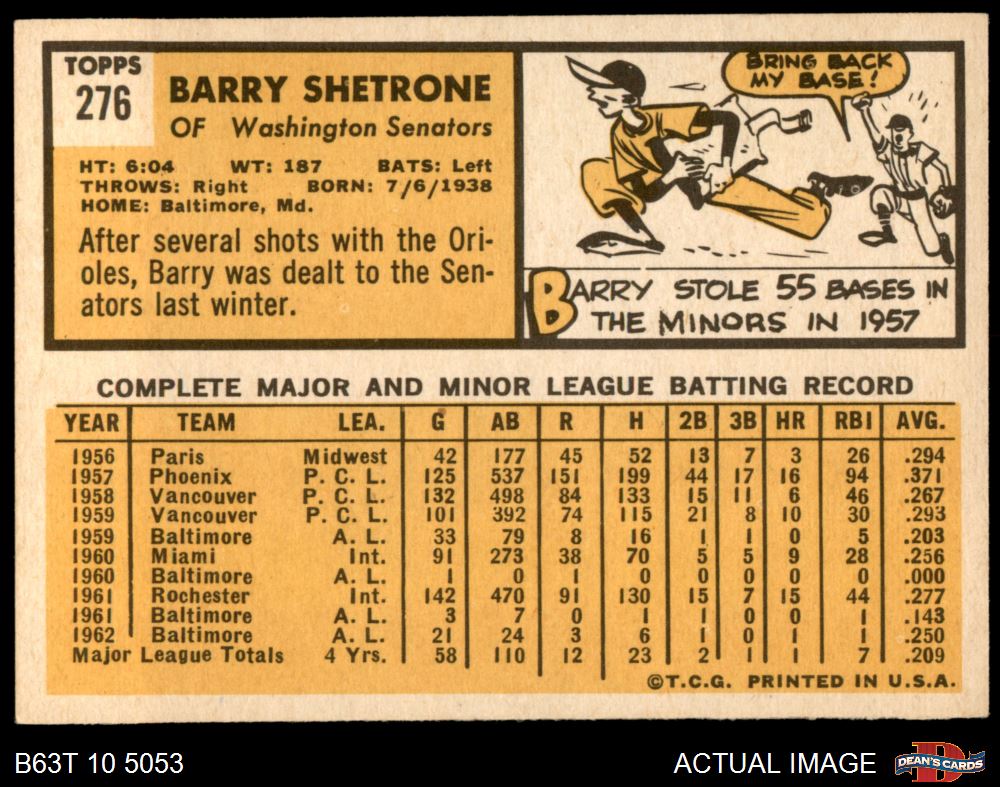 TOPPS
276
BARRY SHETRONE
OF Washington Senators
HT: 6:04 WT: 187 BATS: Left
THROWS: Right BORN: 7/6/1938
HOME: Baltimore, Md.
After several shots with the Ori-
oles, Barry was dealt to the Sen-
ators last winter.
BRING BACK
MY BASE!
BARRY STOLE 55 BASES IN
THE MINORS IN 1957
COMPLETE MAJOR AND MINOR LEAGUE BATTING RECORD
YEAR TEAM LEA. G AB R H 2B 3B HR RBI AVG.
1956 Paris Midwest 42 177 45 52 13 7 3 26 .294
1957 Phoenix P. C. L. 125 537 151 199 44 17 16 94 .371
1958 Vancouver P. C. L. 132 498 84 133 15 11 6 46 .267
1959 Vancouver P. C. L. 101 392 74 115 21 8 10 30 .293
1959 Baltimore A. L. 33 79 8 16 1 1 0 5 .203
1960 Miami Int. 91 273 38 70 5 5 9 28 .256
1960 Baltimore A. L. 1 0 1 0 0 0 0 0 .000
1961 Rochester Int. 142 470 91 130 15 7 15 44 .277
1961 Baltimore A. L. 3 7 0 1 1 0 0 1 .143
1962 Baltimore A. L. 21 24 3 6 1 0 1 1 .250
Major League Totals 4 Yrs. 58 110 12 23 2 1 1 7 .209
©T.C.G. PRINTED IN U.S.A.
B63T 10 5053
ACTUAL IMAGE
D
DEAN'S CARDS